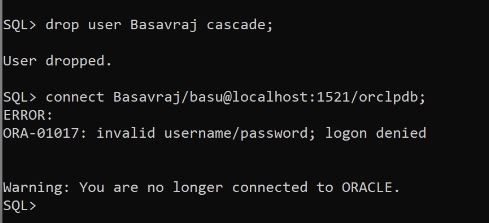 SQL> drop user Basavraj cascade;
User dropped.
SQL> connect Basavraj/basu@localhost:1521/orclpdb;
ERROR:
ORA-01017: invalid username/password; logon denied
Warning: You are no longer connected to ORACLE.
SQL>